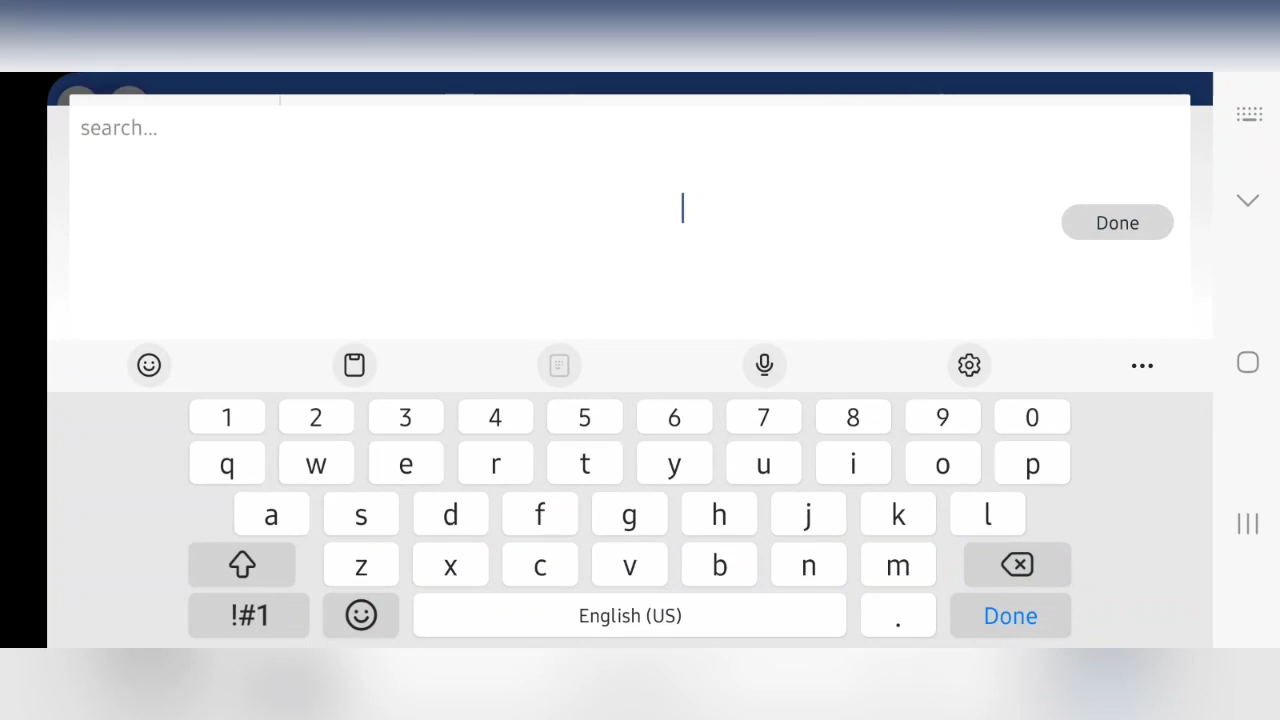 search...
Done
1 2 3 4 5 6 7 8 9 0
q w e r t y u i o p
a s d f g h j k l
z x c v b n m
!#1 English (US) . Done